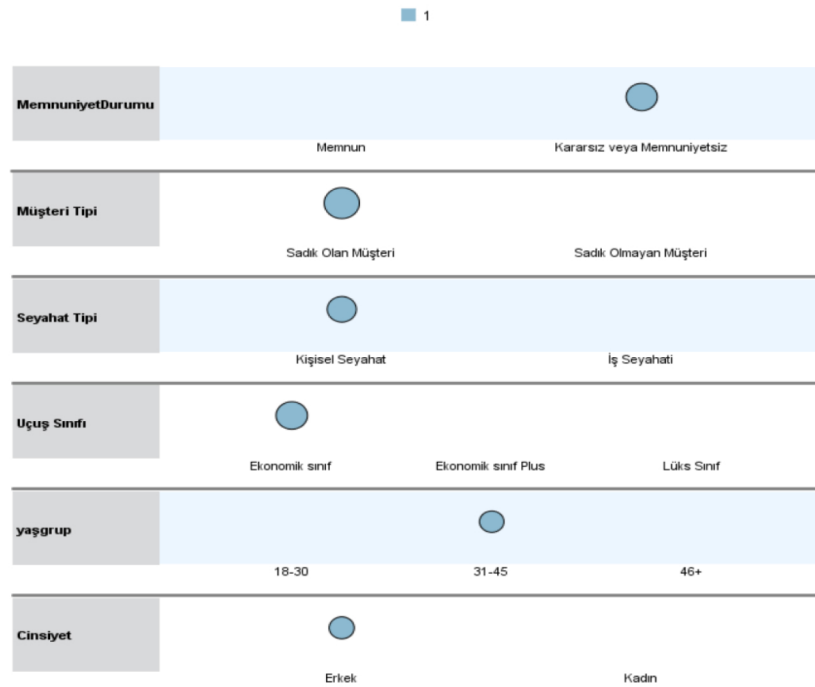 1
MemnuniyetDurumu
Memnun Kararsız veya Memnuniyetsiz
Müşteri Tipi
Sadık Olan Müşteri Sadık Olmayan Müşteri
Seyahat Tipi
Kişisel Seyahat İş Seyahati
Uçuş Sınıfı
Ekonomik sınıf Ekonomik sınıf Plus Lüks Sınıf
yaşgrup
18-30 31-45 46+
Cinsiyet
Erkek Kadın